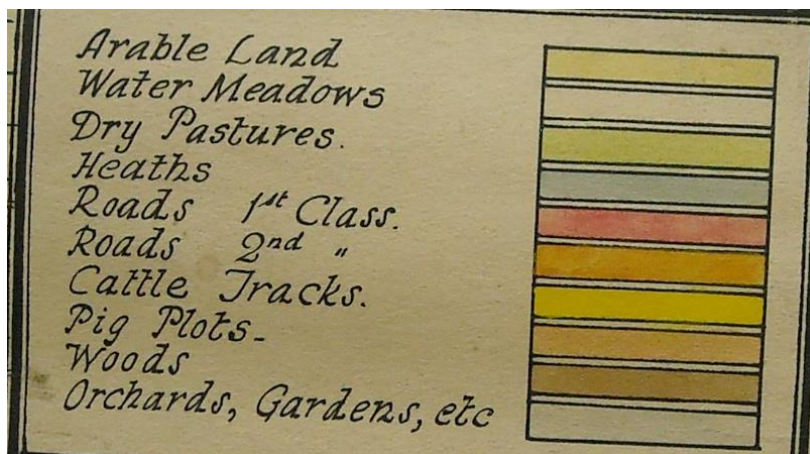 Arable Land
Water Meadows
Dry Pastures.
Heaths
Roads 1st Class.
Roads 2nd "
Cattle Tracks.
Pig Plots-
Woods
Orchards, Gardens, etc